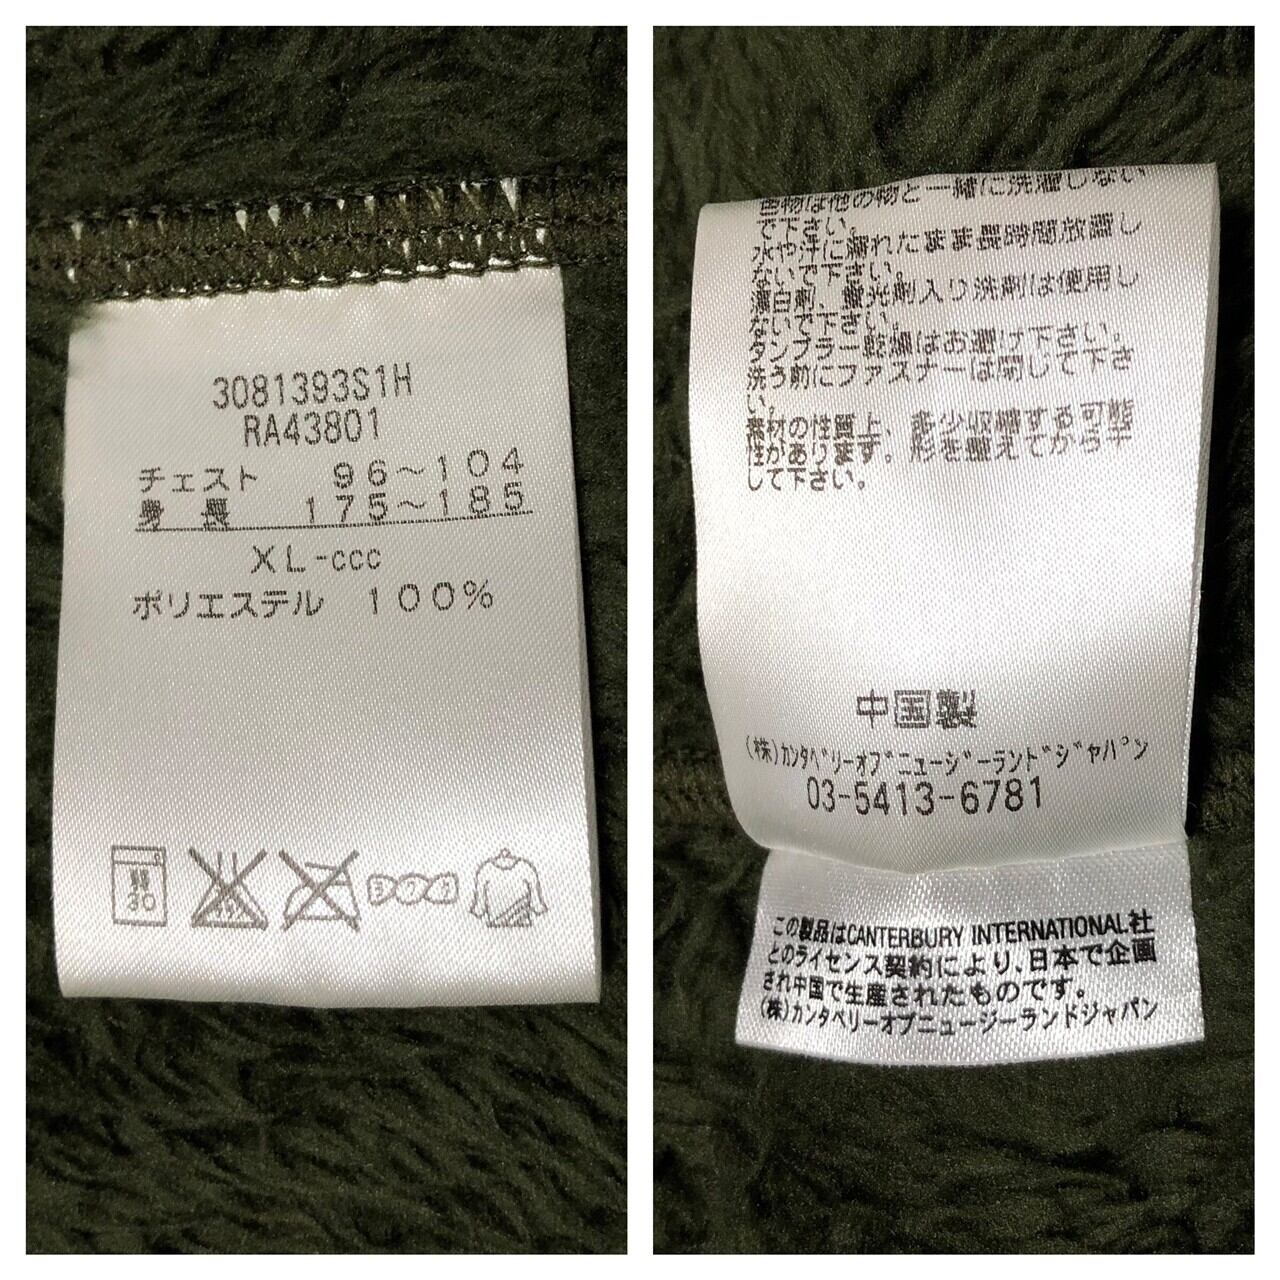 3081393S1H
RA43801
チェスト 96〜104
身長 175〜185
XL-ccc
ポリエステル 100%
弱
30
ヨワク
色物は他の物と一緒に洗濯しない
で下さい。
水や汗に濡れたまま長時間放置し
ないで下さい。
漂白剤、蛍光剤入り洗剤は使用し
ないで下さい。
タンブラー乾燥はお避け下さい。
洗う前にファスナーは閉じて下さ
い。
素材の性質上、多少収縮する可能
性があります。形を整えてから干
して下さい。
中国製
(株)カンタベリーオブニュージーランドジャパン
03-5413-6781
この製品はCANTERBURY INTERNATIONAL社
とのライセンス契約により、日本で企画
され中国で生産されたものです。
(株)カンタベリーオブニュージーランドジャパン